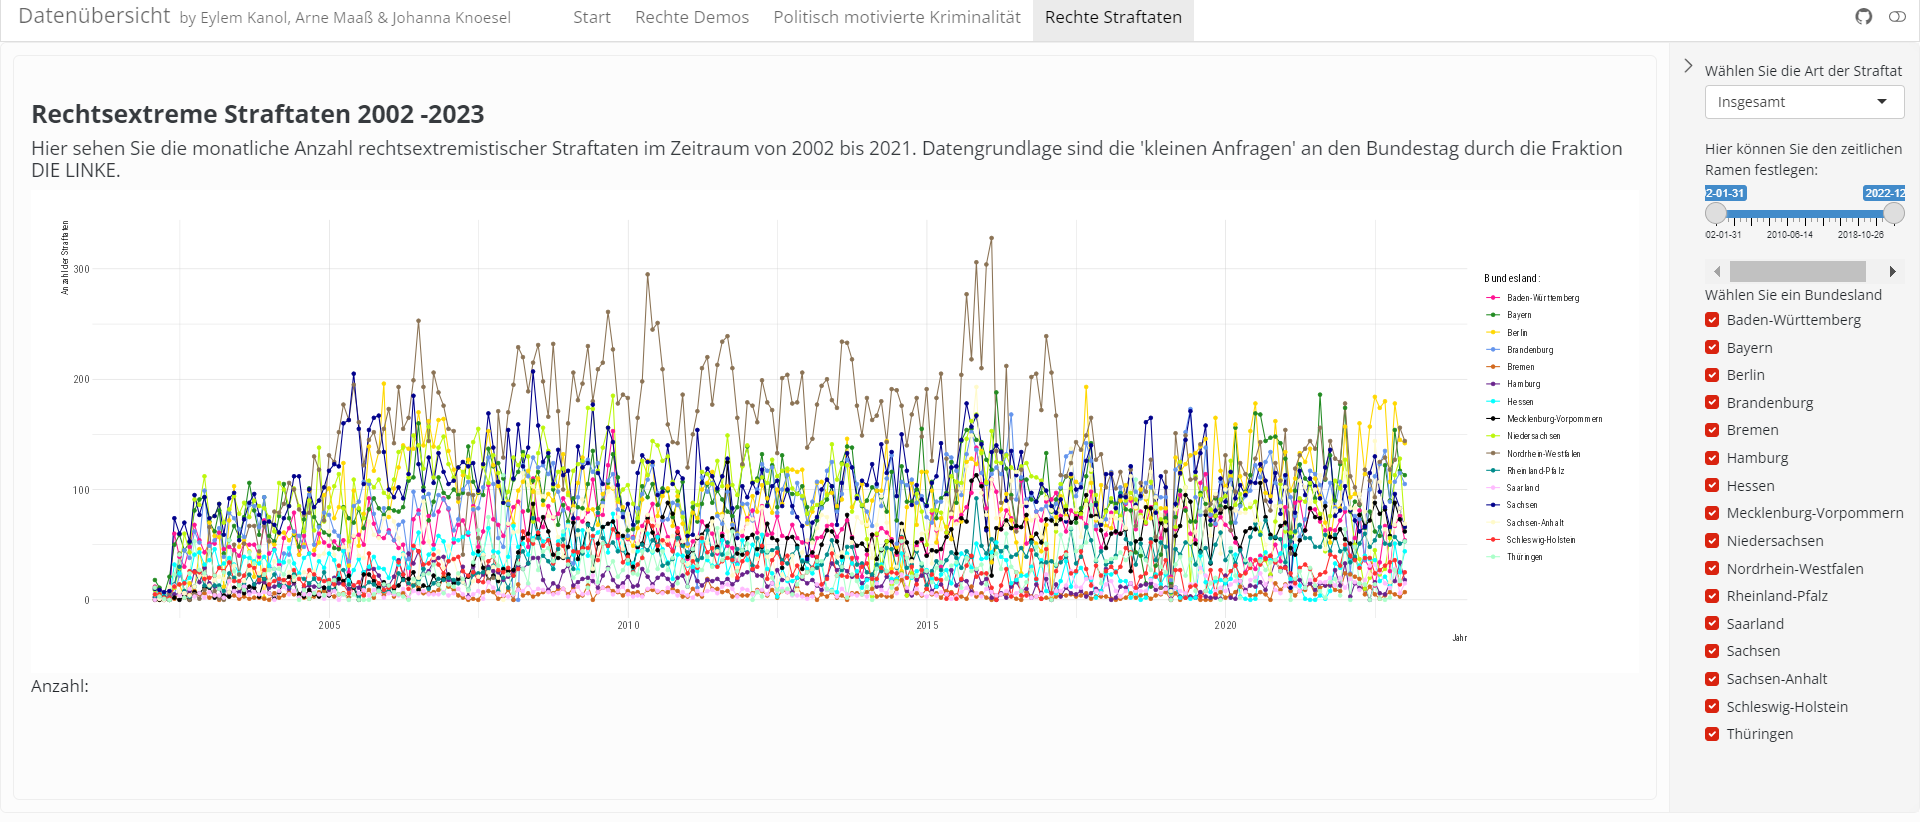 Datenübersicht by Eylem Kanol, Arne Maaß & Johanna Knoesel
Start Rechte Demos Politisch motivierte Kriminalität Rechte Straftaten
Rechtsextreme Straftaten 2002 -2023
Hier sehen Sie die monatliche Anzahl rechtsextremistischer Straftaten im Zeitraum von 2002 bis 2021. Datengrundlage sind die 'kleinen Anfragen' an den Bundestag durch die Fraktion
DIE LINKE.
Anzahl der Straftaten
300
200
100
0
2005 2010 2015 2020
Jahr
Bundesland:
Baden-Württemberg
Bayern
Berlin
Brandenburg
Bremen
Hamburg
Hessen
Mecklenburg-Vorpommern
Niedersachsen
Nordrhein-Westfalen
Rheinland-Pfalz
Saarland
Sachsen
Sachsen-Anhalt
Schleswig-Holstein
Thüringen
Anzahl:
Wählen Sie die Art der Straftat
Insgesamt
Hier können Sie den zeitlichen
Ramen festlegen:
2-01-31 2022-12
02-01-31 2010-06-14 2018-10-26
Wählen Sie ein Bundesland
Baden-Württemberg
Bayern
Berlin
Brandenburg
Bremen
Hamburg
Hessen
Mecklenburg-Vorpommern
Niedersachsen
Nordrhein-Westfalen
Rheinland-Pfalz
Saarland
Sachsen
Sachsen-Anhalt
Schleswig-Holstein
Thüringen